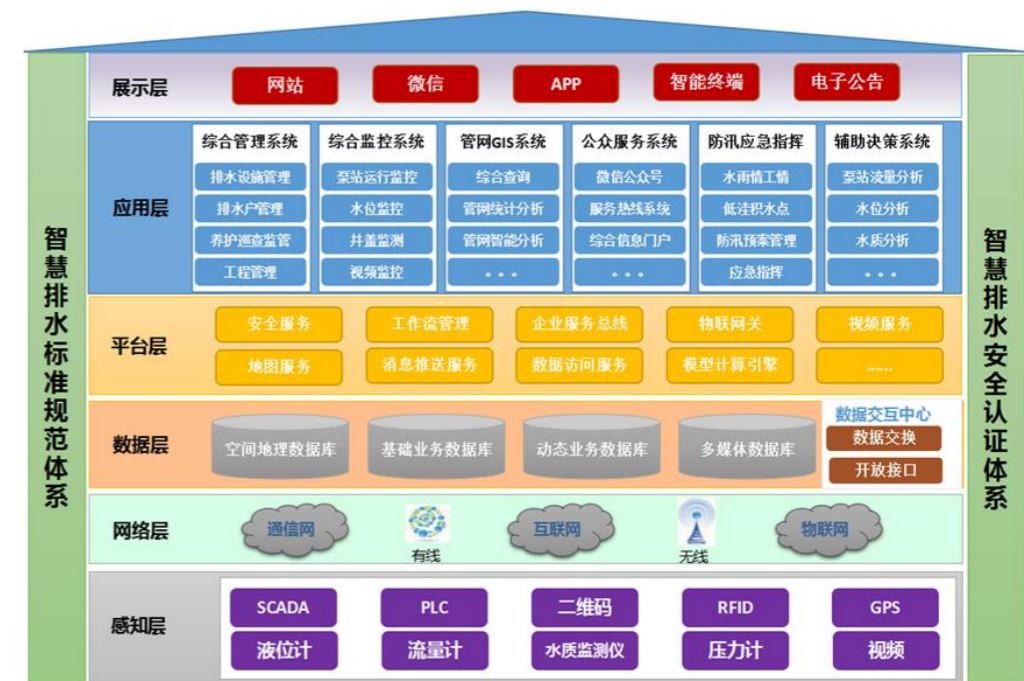 展示层
网站
微信
APP
智能终端
电子公告
应用层
综合管理系统
排水设施管理
排水户管理
养护巡查监管
工程管理
综合监控系统
泵站运行监控
水位监控
井盖监测
视频监控
管网GIS系统
综合查询
管网统计分析
管网智能分析
。。。
公众服务系统
微信公众号
服务热线系统
综合信息门户
。。。
防汛应急指挥
水雨情工情
低洼积水点
防汛预案管理
应急指挥
辅助决策系统
泵站流量分析
水位分析
水质分析
。。。
平台层
安全服务
工作流管理
企业服务总线
物联网关
视频服务
地图服务
消息推送服务
数据访问服务
模型计算引擎
......
数据层
空间地理数据库
基础业务数据库
动态业务数据库
多媒体数据库
数据交互中心
数据交换
开放接口
网络层
通信网
有线
互联网
无线
物联网
感知层
SCADA
PLC
二维码
RFID
GPS
液位计
流量计
水质监测仪
压力计
视频
智慧排水标准规范体系
智慧排水安全认证体系